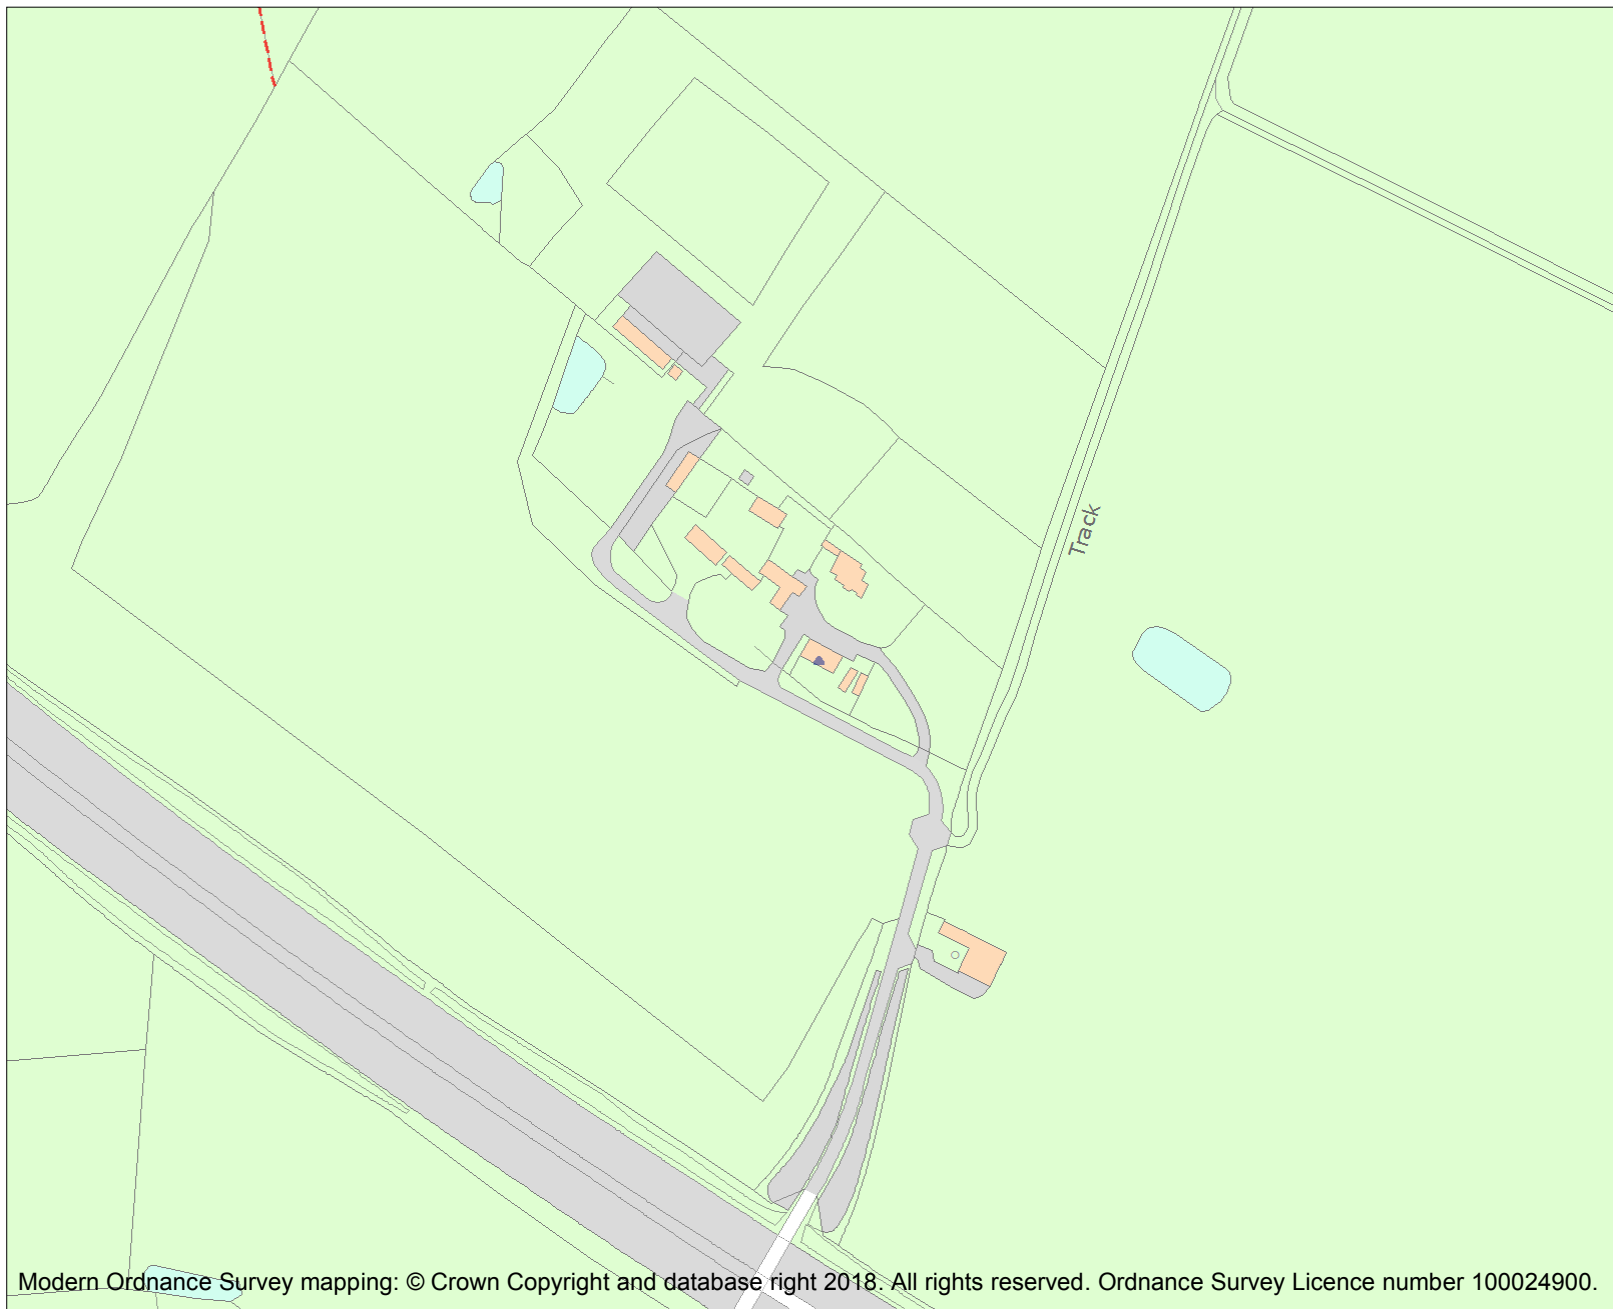 Track
Modern Ordnance Survey mapping: © Crown Copyright and database right 2018. All rights reserved. Ordnance Survey Licence number 100024900.